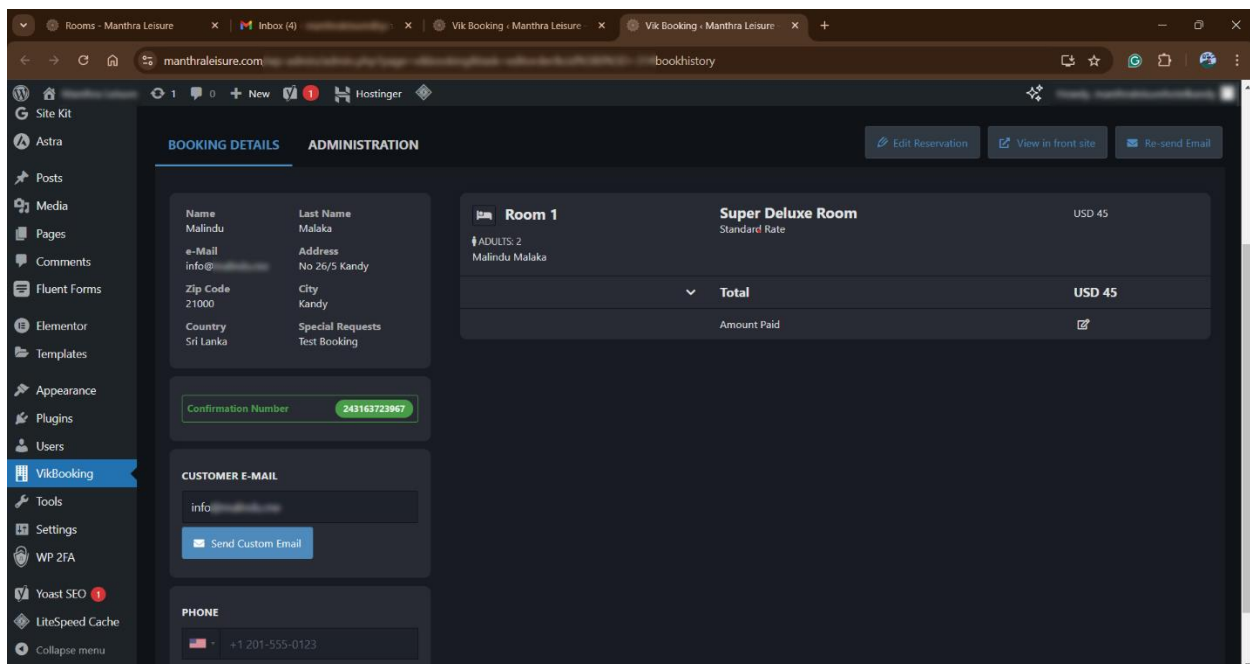 Rooms - Manthra Leisure
Inbox (4)
Vik Booking ‹ Manthra Leisure
Vik Booking ‹ Manthra Leisure
manthraleisure.com
bookhistory
1
0
New
1
Hostinger
Site Kit
Astra
Posts
Media
Pages
Comments
Fluent Forms
Elementor
Templates
Appearance
Plugins
Users
VikBooking
Tools
Settings
WP 2FA
Yoast SEO 1
LiteSpeed Cache
Collapse menu
BOOKING DETAILS
ADMINISTRATION
Edit Reservation
View in front site
Re-send Email
Name Last Name
Malindu Malaka
e-Mail Address
info@ No 26/5 Kandy
Zip Code City
21000 Kandy
Country Special Requests
Sri Lanka Test Booking
Confirmation Number 243163723967
CUSTOMER E-MAIL
info
Send Custom Email
PHONE
+1 201-555-0123
Room 1 Super Deluxe Room USD 45
Standard Rate
ADULTS: 2
Malindu Malaka
Total USD 45
Amount Paid